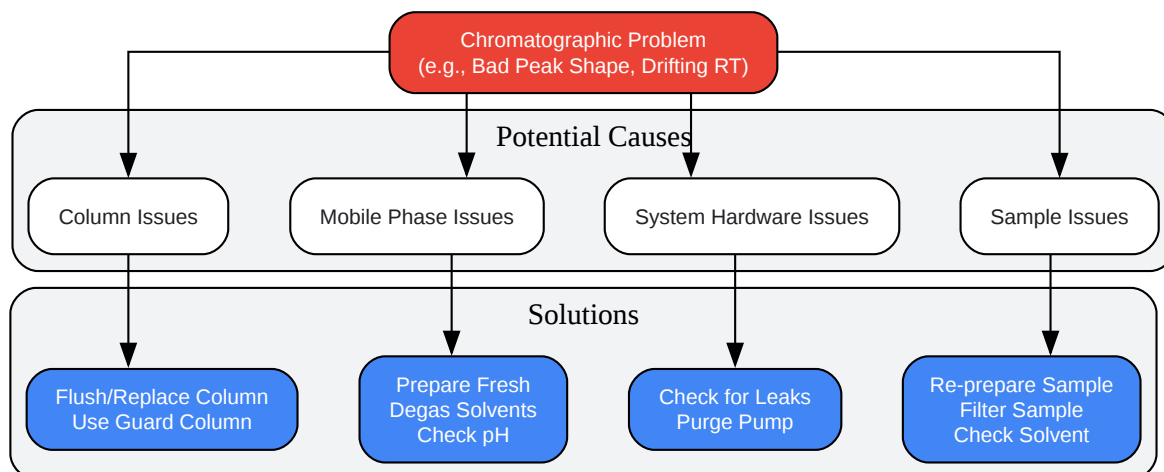 Chromatographic Problem
(e.g., Bad Peak Shape, Drifting RT)
Potential Causes
Column Issues
Mobile Phase Issues
System Hardware Issues
Sample Issues
Solutions
Flush/Replace Column
Use Guard Column
Prepare Fresh
Degas Solvents
Check pH
Check for Leaks
Purge Pump
Re-prepare Sample
Filter Sample
Check Solvent